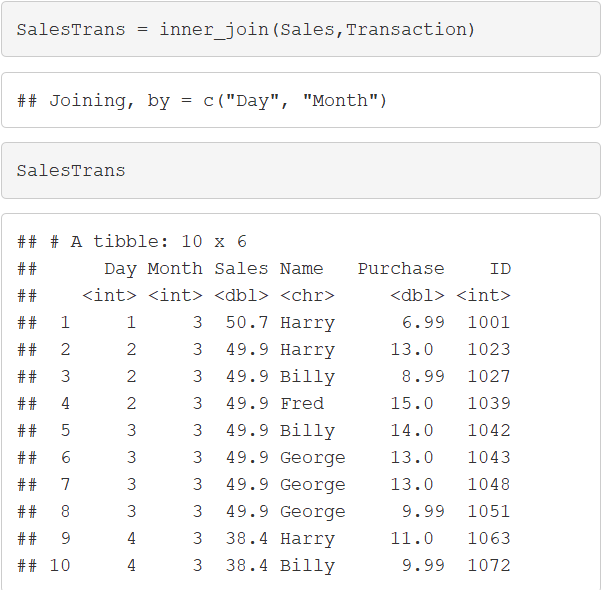 SalesTrans = inner_join(Sales,Transaction)
## Joining, by = c("Day", "Month")
SalesTrans
## # A tibble: 10 x 6
##      Day Month Sales Name   Purchase    ID
##    <int> <int> <dbl> <chr>     <dbl> <int>
##  1     1     3  50.7 Harry      6.99  1001
##  2     2     3  49.9 Harry     13.0   1023
##  3     2     3  49.9 Billy      8.99  1027
##  4     2     3  49.9 Fred      15.0   1039
##  5     3     3  49.9 Billy     14.0   1042
##  6     3     3  49.9 George    13.0   1043
##  7     3     3  49.9 George    13.0   1048
##  8     3     3  49.9 George     9.99  1051
##  9     4     3  38.4 Harry     11.0   1063
## 10     4     3  38.4 Billy      9.99  1072